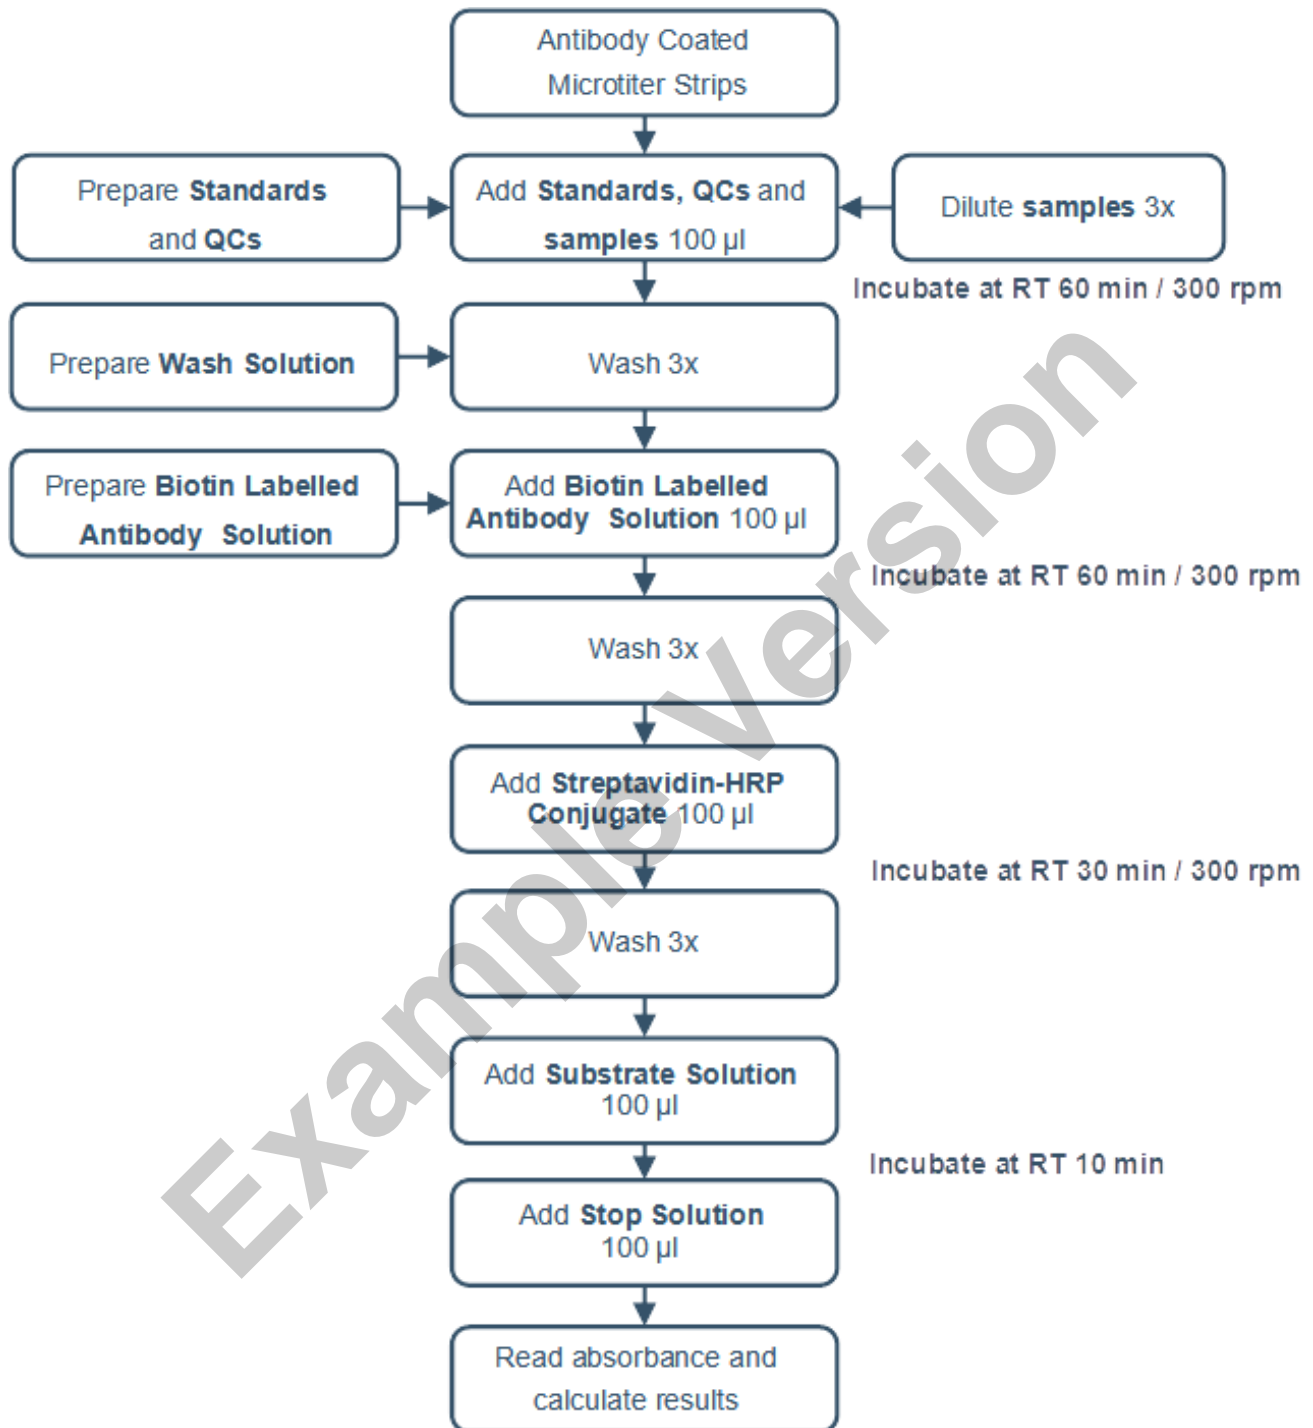 Antibody Coated
Microtiter Strips
Prepare Standards
and QCs
Add Standards, QCs and
samples 100 µl
Dilute samples 3x
Incubate at RT 60 min / 300 rpm
Prepare Wash Solution
Wash 3x
Prepare Biotin Labelled
Antibody Solution
Add Biotin Labelled
Antibody Solution 100 µl
Incubate at RT 60 min / 300 rpm
Wash 3x
Add Streptavidin-HRP
Conjugate 100 µl
Incubate at RT 30 min / 300 rpm
Wash 3x
Add Substrate Solution
100 µl
Incubate at RT 10 min
Add Stop Solution
100 µl
Read absorbance and
calculate results
Example Version